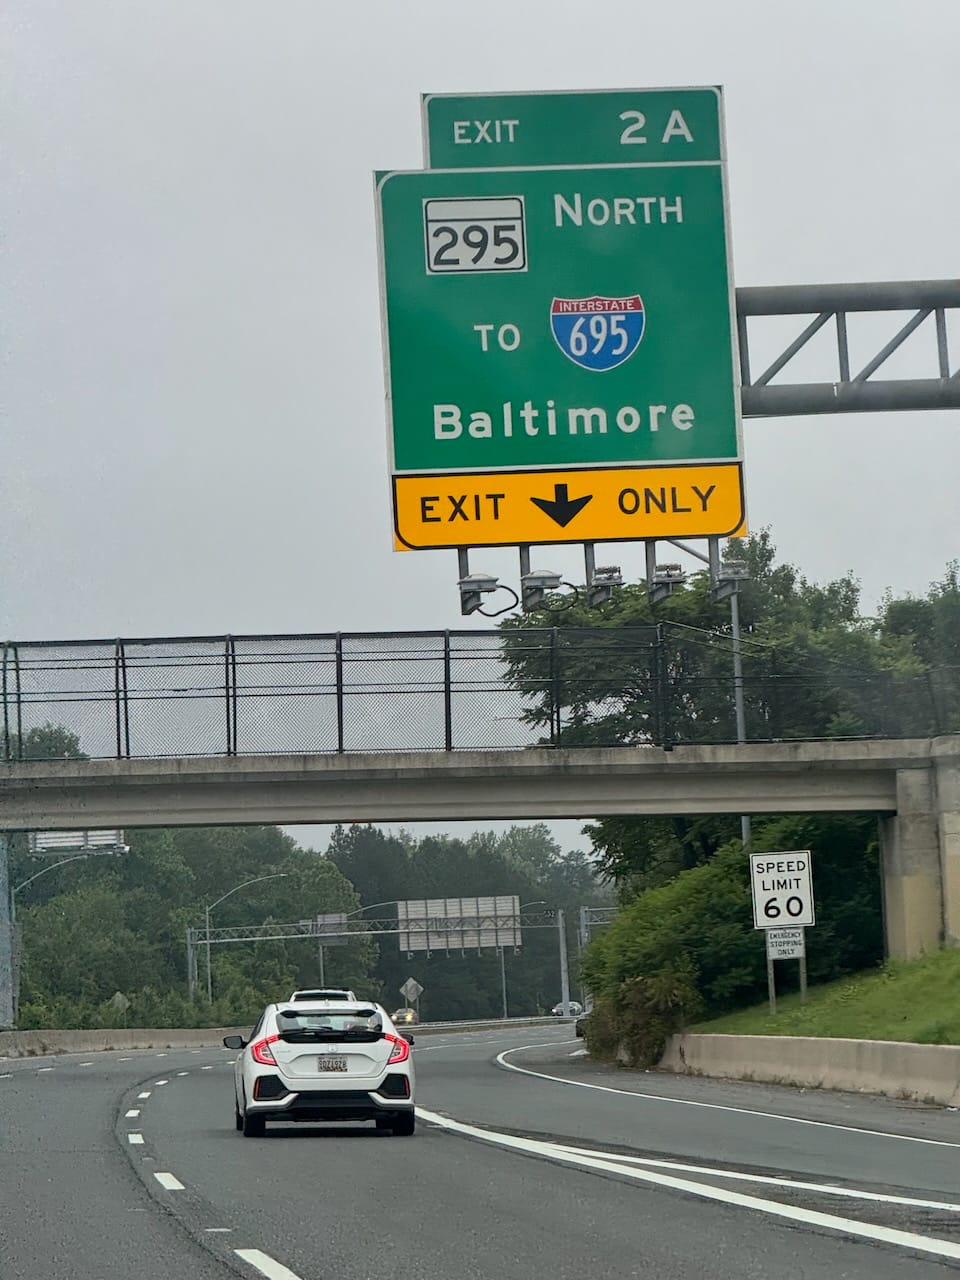 EXIT 2 A
295 NORTH
TO INTERSTATE 695
Baltimore
EXIT ONLY
SPEED
LIMIT
60
EMERGENCY
STOPPING
ONLY